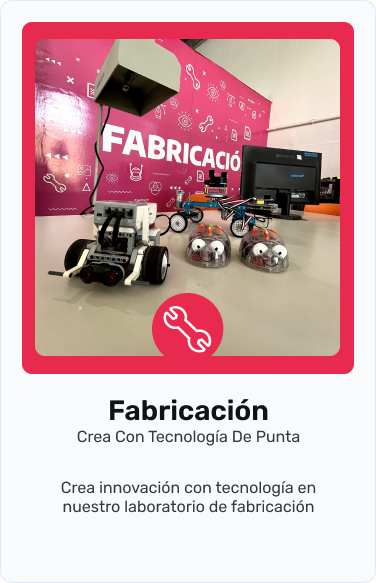 FABRICACIÓ
Fabricación
Crea Con Tecnología De Punta
Crea innovación con tecnología en
nuestro laboratorio de fabricación